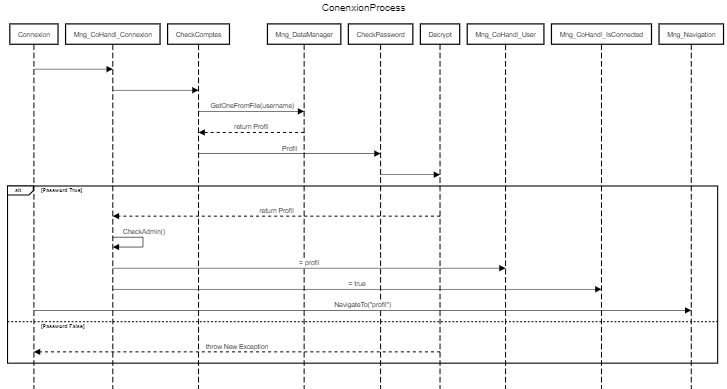 ConenxionProcess
Connexion
Mng_CoHandl_Connexion
CheckComptes
Mng_DataManager
CheckPassword
Decrypt
Mng_CoHandl_User
Mng_CoHandl_IsConnected
Mng_Navigation
GetOneFromFile(username)
return Profil
Profil
alt
[Password True]
return Profil
CheckAdmin()
= profil
= true
NavigateTo("profil")
[Password False]
throw New Exception